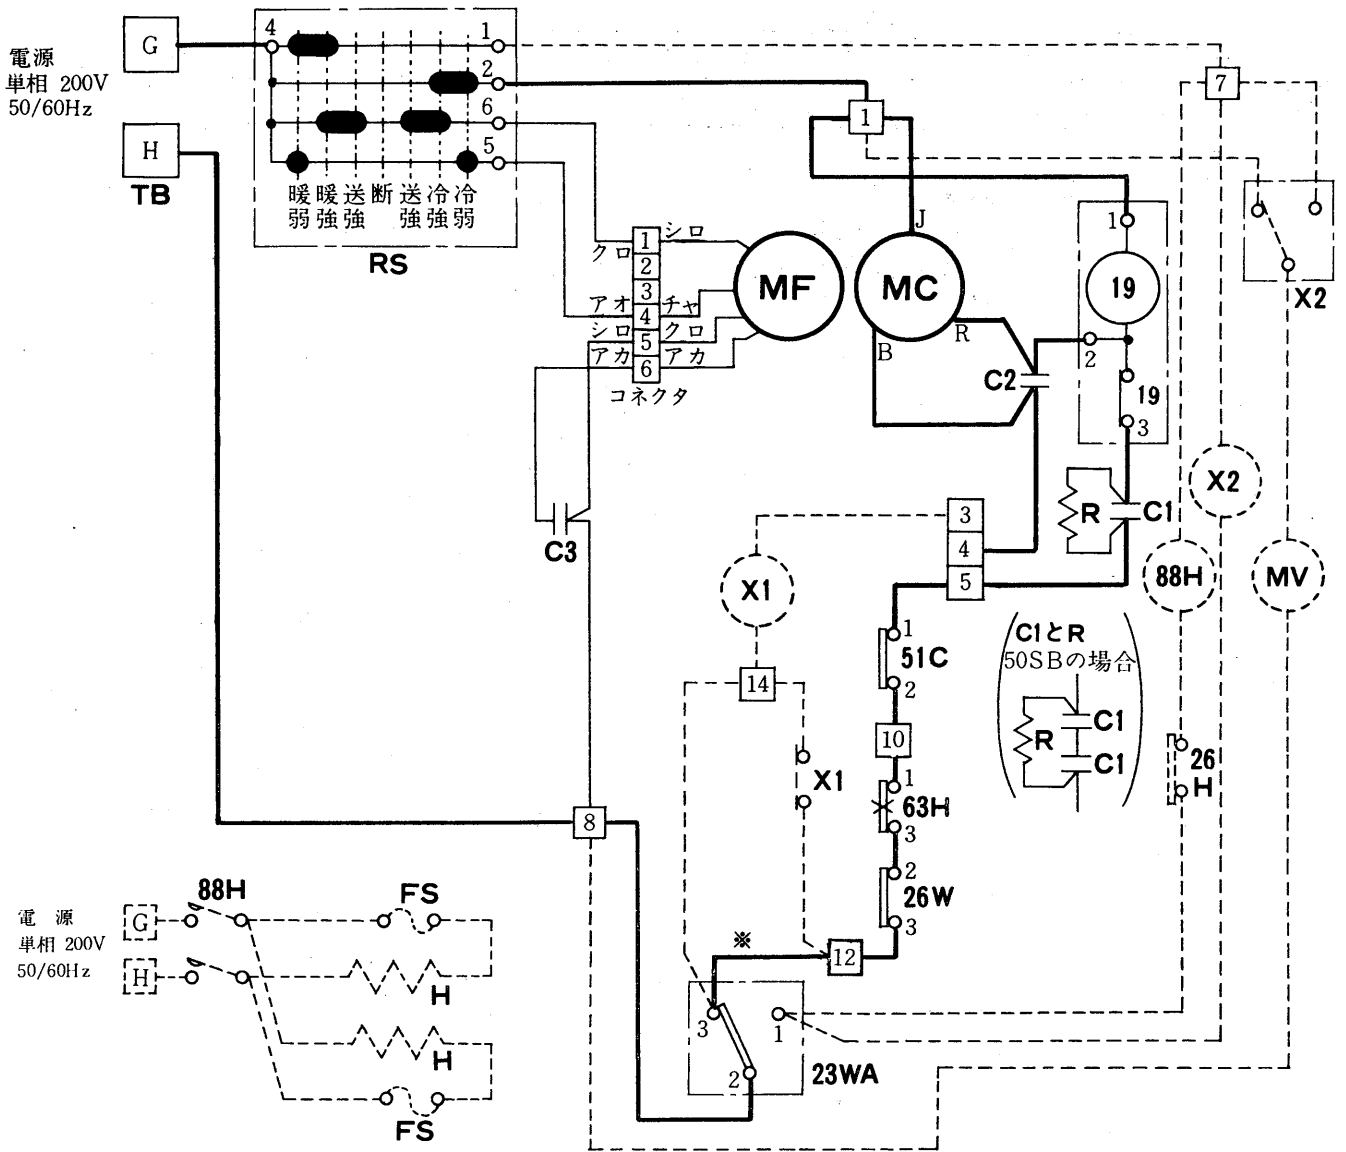 電源
単相 200V
50/60Hz
G
H
TB
4
1
2
6
5
暖弱
暖強
送強
断
送強
冷強
冷弱
RS
1
7
X2
シロ
クロ
1
2
3
アオ
4
チャ
シロ
5
クロ
アカ
6
アカ
コネクタ
MF
MC
J
R
B
C2
1
19
2
19
3
R
C1
C3
3
4
5
X1
X2
88H
MV
14
X1
1
51C
2
10
1
63H
3
2
26W
3
C1とR
50SBの場合
R
C1
C1
26
H
8
※
12
3
1
2
23WA
電源
単相 200V
50/60Hz
G
H
88H
FS
H
H
FS